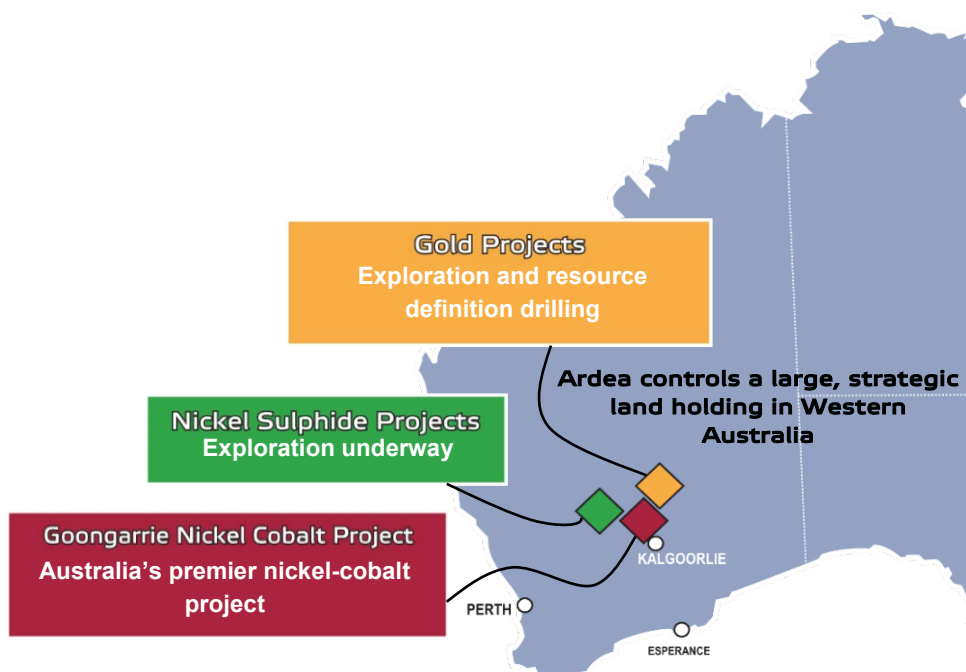 Gold Projects
Exploration and resource
definition drilling
Ardea controls a large, strategic
land holding in Western
Australia
Nickel Sulphide Projects
Exploration underway
Goongarrie Nickel Cobalt Project
Australia’s premier nickel-cobalt
project
KALGOORLIE
PERTH
ESPERANCE